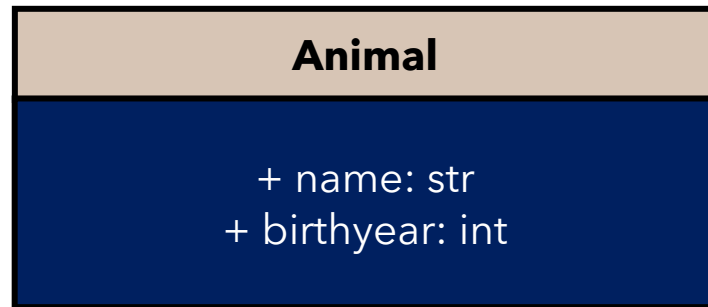 Animal
+ name: str
+ birthyear: int